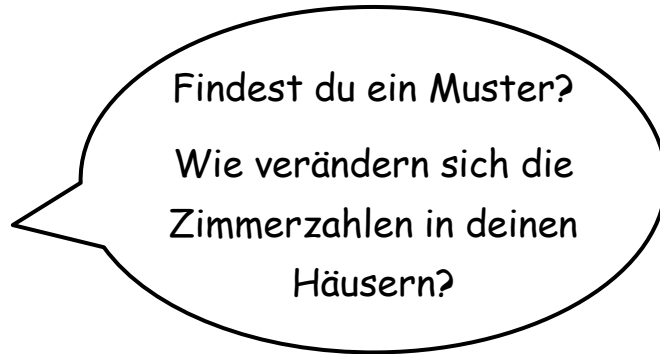 Findest du ein Muster?
Wie verändern sich die
Zimmerzahlen in deinen
Häusern?